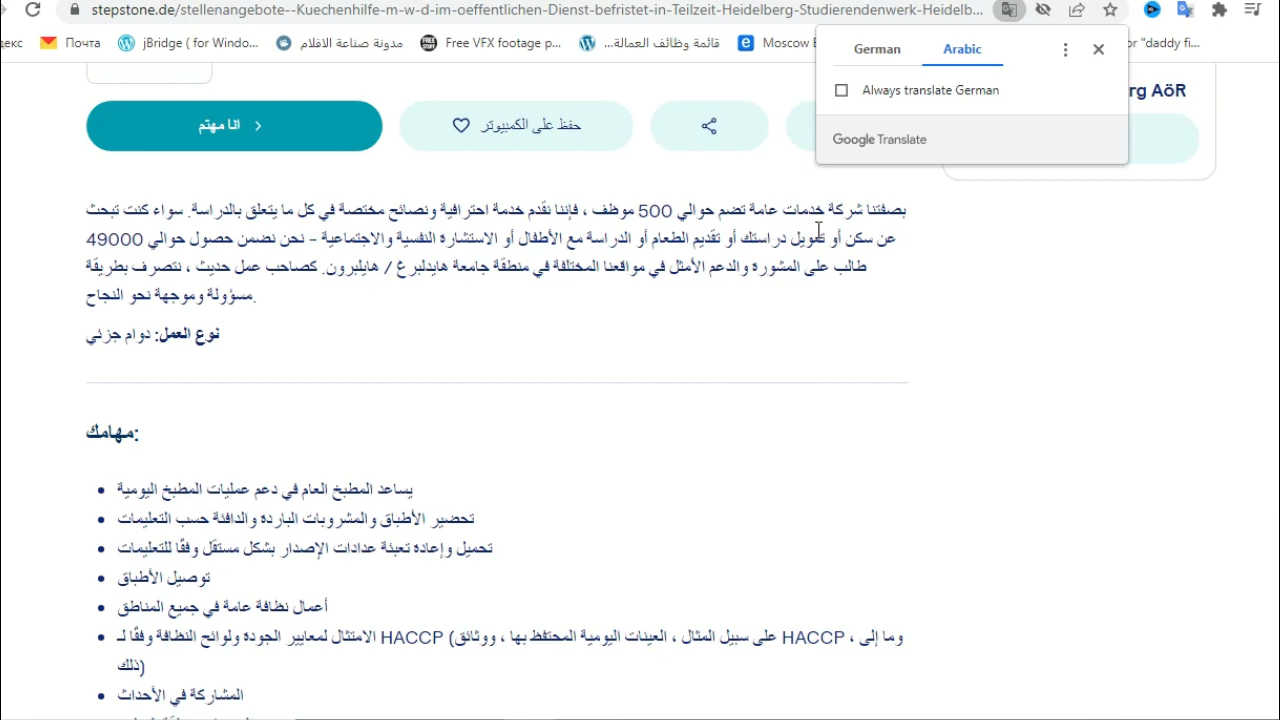 stepstone.de/stellenangebote--Kuechenhilfe-m-w-d-im-oeffentlichen-Dienst-befristet-in-Teilzeit-Heidelberg-Studierendenwerk-Heidelb...
декс Почта jBridge ( for Windo... مدونة صناعة الافلام Free VFX footage p... قائمة وظائف العمالة... Moscow or "daddy fi...
German Arabic
Always translate German
Google Translate
rg AöR
انا مهتم
حفظ على الكمبيوتر
بصفتنا شركة خدمات عامة تضم حوالي 500 موظف ، فإننا نقدم خدمة احترافية ونصائح مختصة في كل ما يتعلق بالدراسة. سواء كنت تبحث
عن سكن أو تمويل دراستك أو تقديم الطعام أو الدراسة مع الأطفال أو الاستشارة النفسية والاجتماعية - نحن نضمن حصول حوالي 49000
طالب على المشورة والدعم الأمثل في مواقعنا المختلفة في منطقة جامعة هايدلبرغ / هايلبرون. كصاحب عمل حديث ، نتصرف بطريقة
مسؤولة وموجهة نحو النجاح.
نوع العمل: دوام جزئي
مهامك:
يساعد المطبخ العام في دعم عمليات المطبخ اليومية
تحضير الأطباق والمشروبات الباردة والدافئة حسب التعليمات
تحميل وإعادة تعبئة عدادات الإصدار بشكل مستقل وفقًا للتعليمات
توصيل الأطباق
أعمال نظافة عامة في جميع المناطق
الامتثال لمعايير الجودة ولوائح النظافة وفقًا لـ HACCP (على سبيل المثال ، العينات اليومية المحتفظ بها ، ووثائق HACCP ، وما إلى
ذلك)
المشاركة في الأحداث